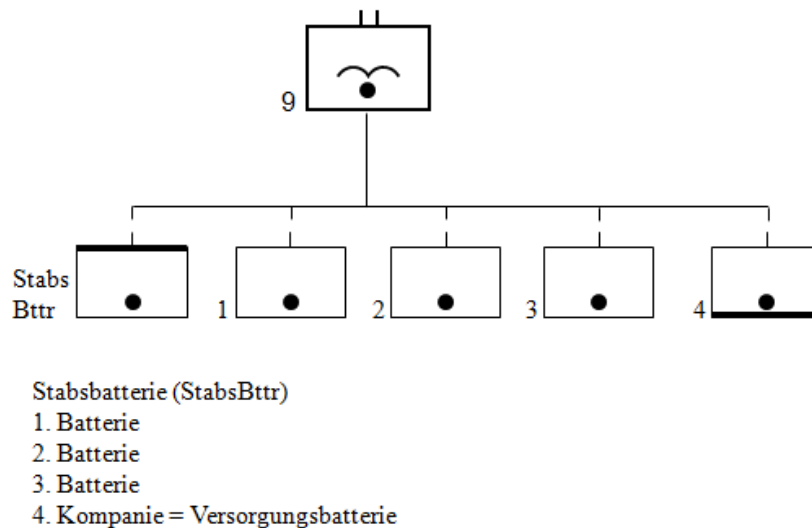 9
Stabs
Bttr
1
2
3
4
Stabsbatterie (StabsBttr)
1. Batterie
2. Batterie
3. Batterie
4. Kompanie = Versorgungsbatterie